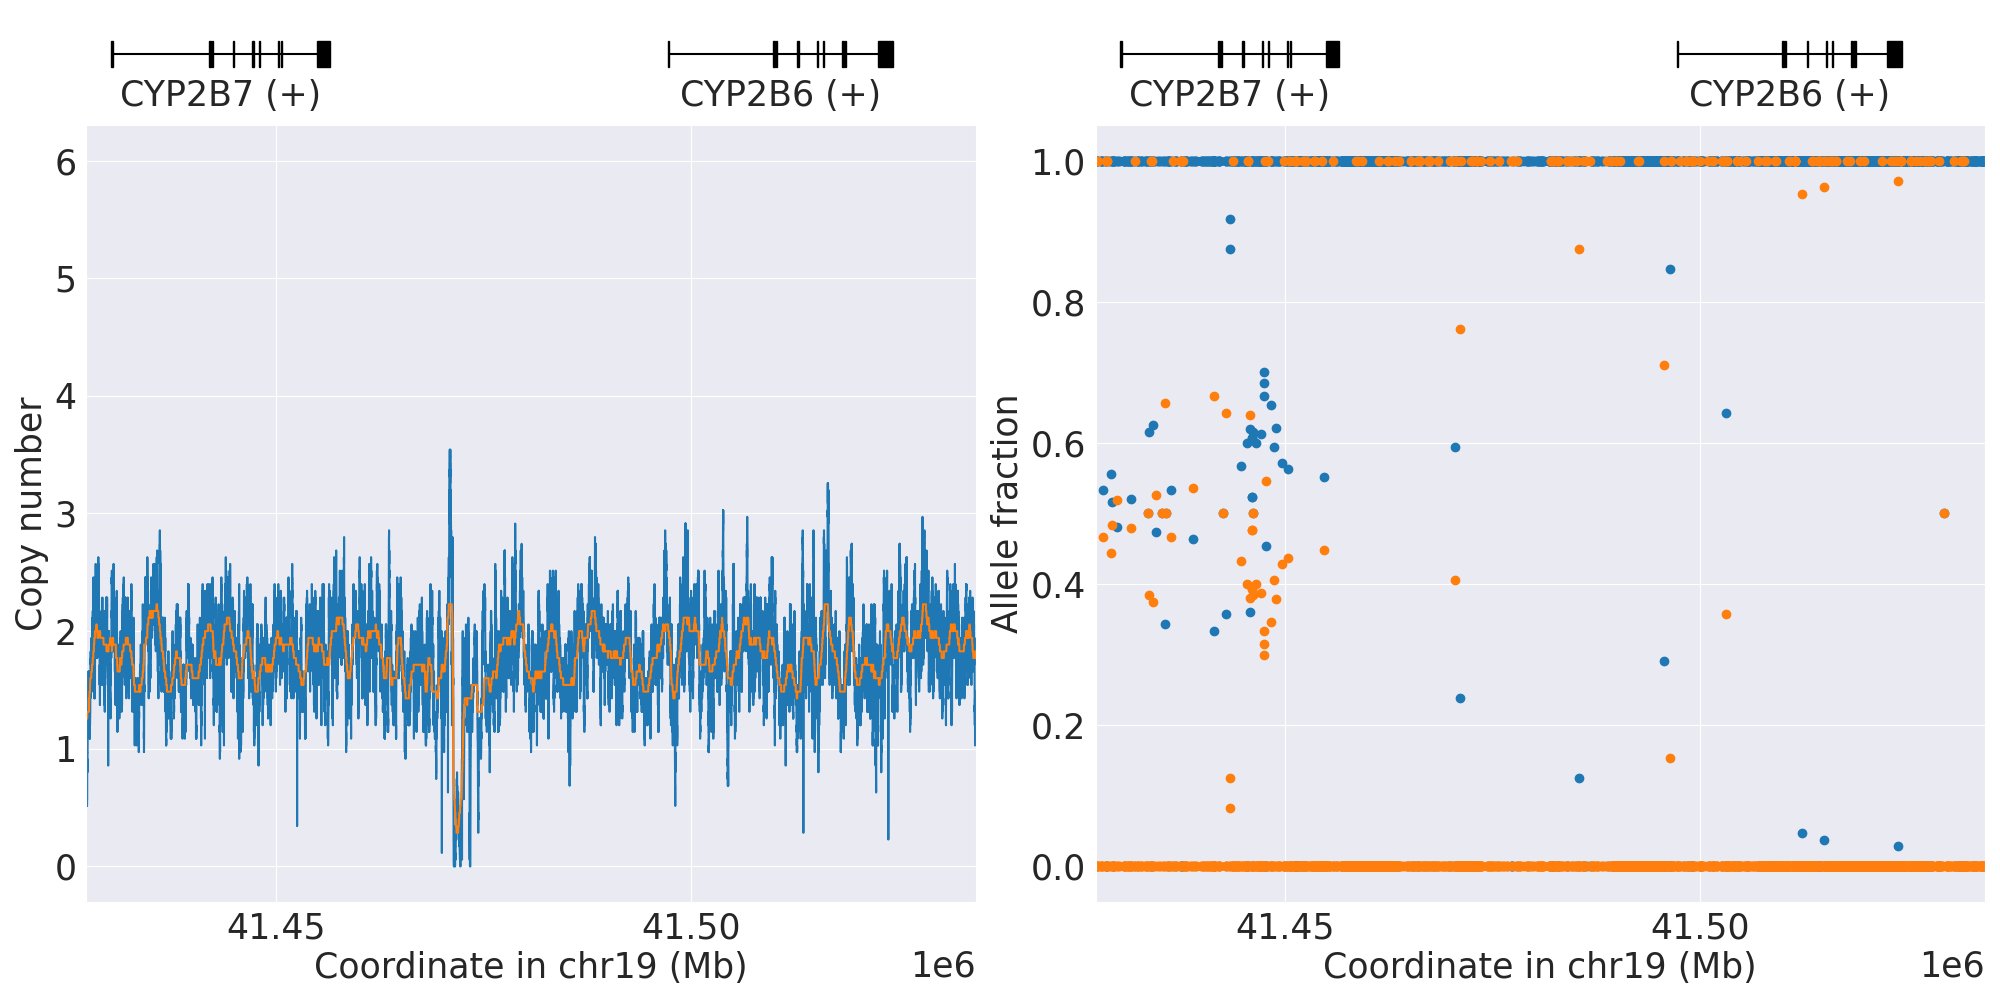 CYP2B7 (+)
CYP2B6 (+)
Copy number
6
5
4
3
2
1
0
41.45
41.50
Coordinate in chr19 (Mb)
1e6
CYP2B7 (+)
CYP2B6 (+)
Allele fraction
1.0
0.8
0.6
0.4
0.2
0.0
41.45
41.50
Coordinate in chr19 (Mb)
1e6